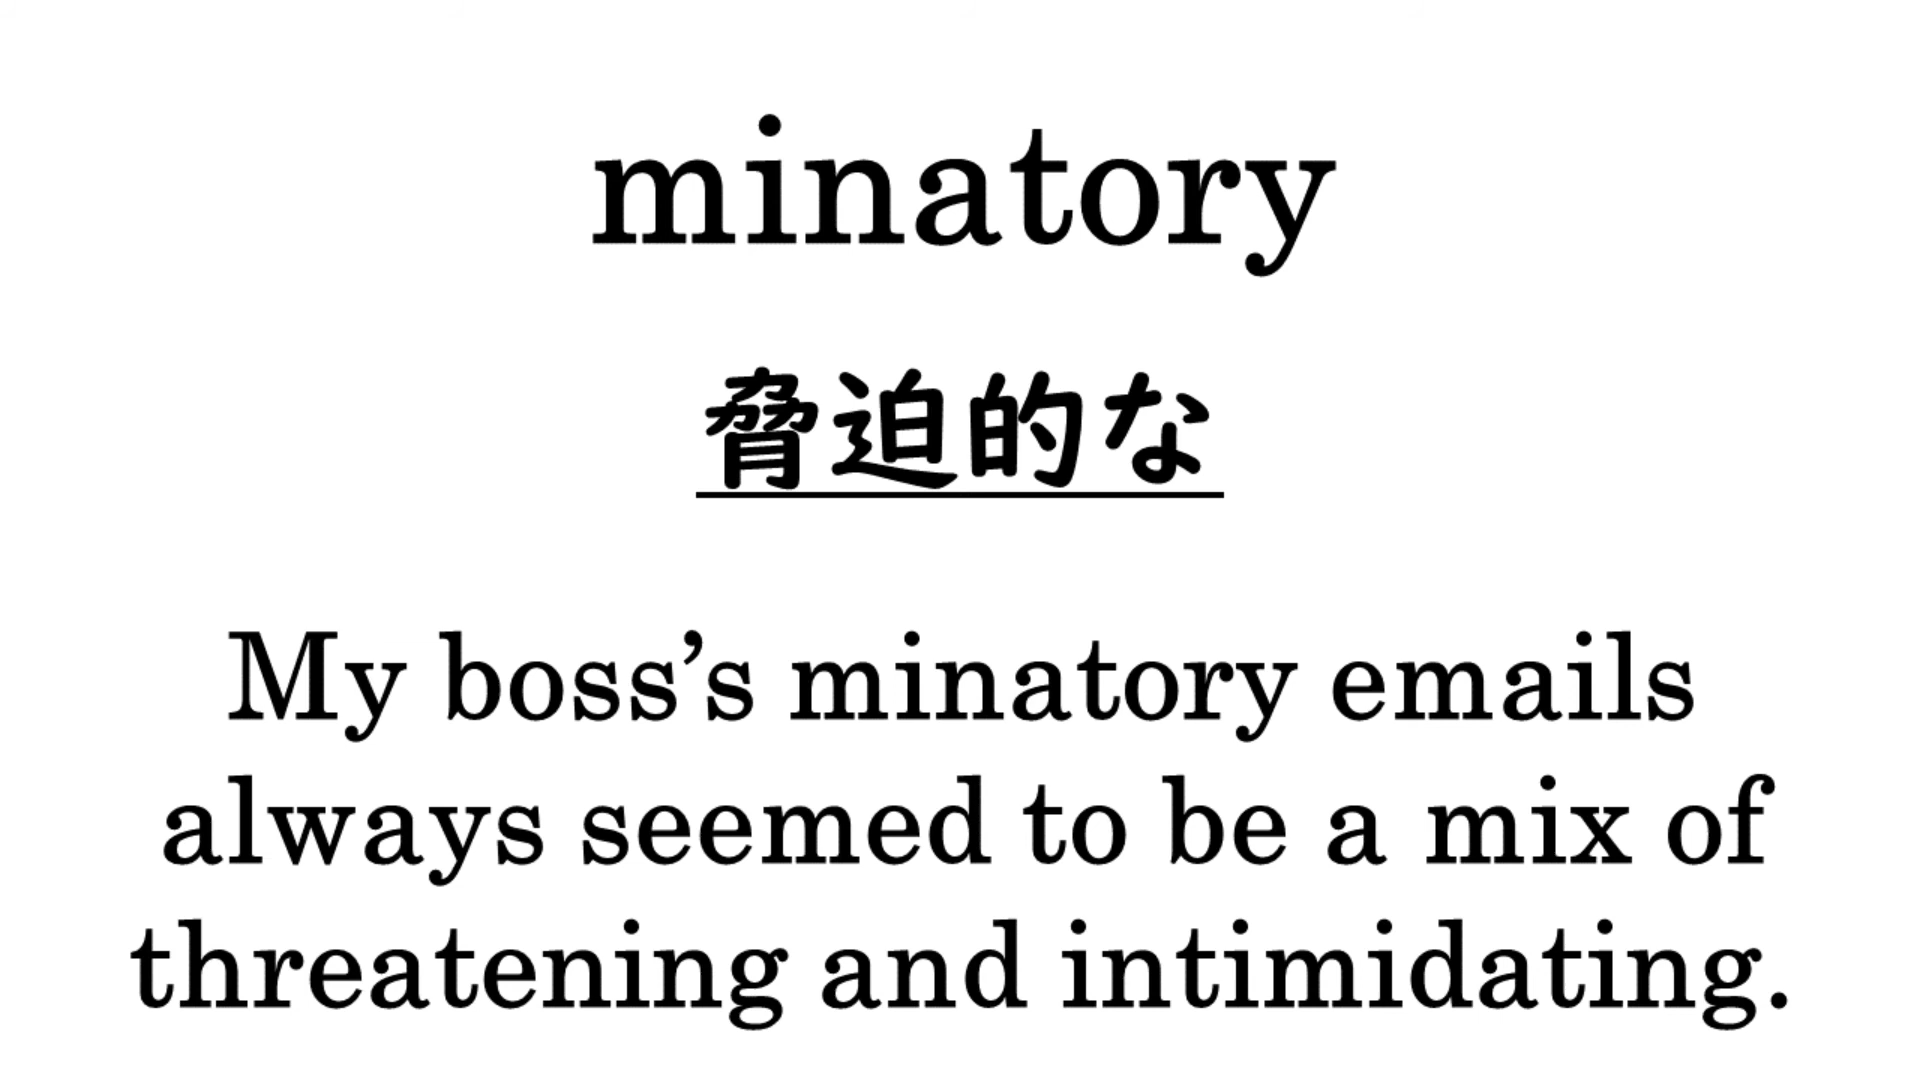 minatory
脅迫的な
My boss’s minatory emails
always seemed to be a mix of
threatening and intimidating.